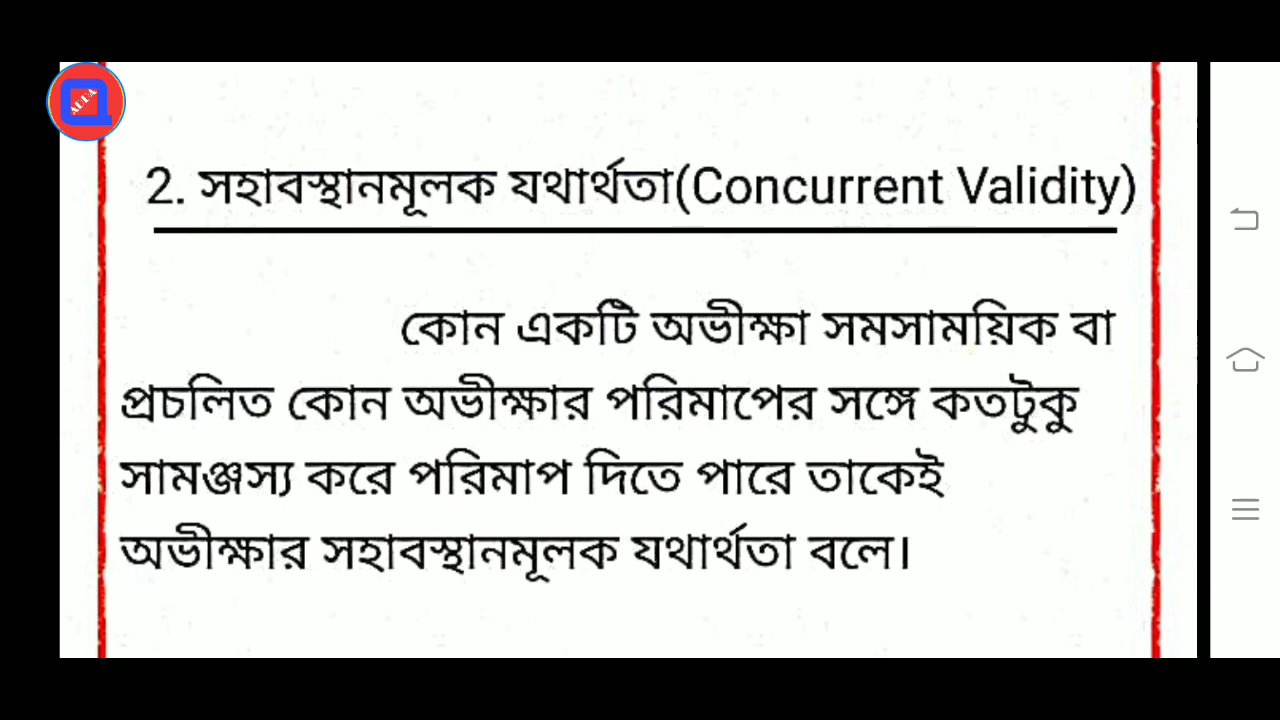 2. সহাবস্থানমূলক যথার্থতা(Concurrent Validity)
কোন একটি অভীক্ষা সমসাময়িক বা
প্রচলিত কোন অভীক্ষার পরিমাপের সঙ্গে কতটুকু
সামঞ্জস্য করে পরিমাপ দিতে পারে তাকেই
অভীক্ষার সহাবস্থানমূলক যথার্থতা বলে।